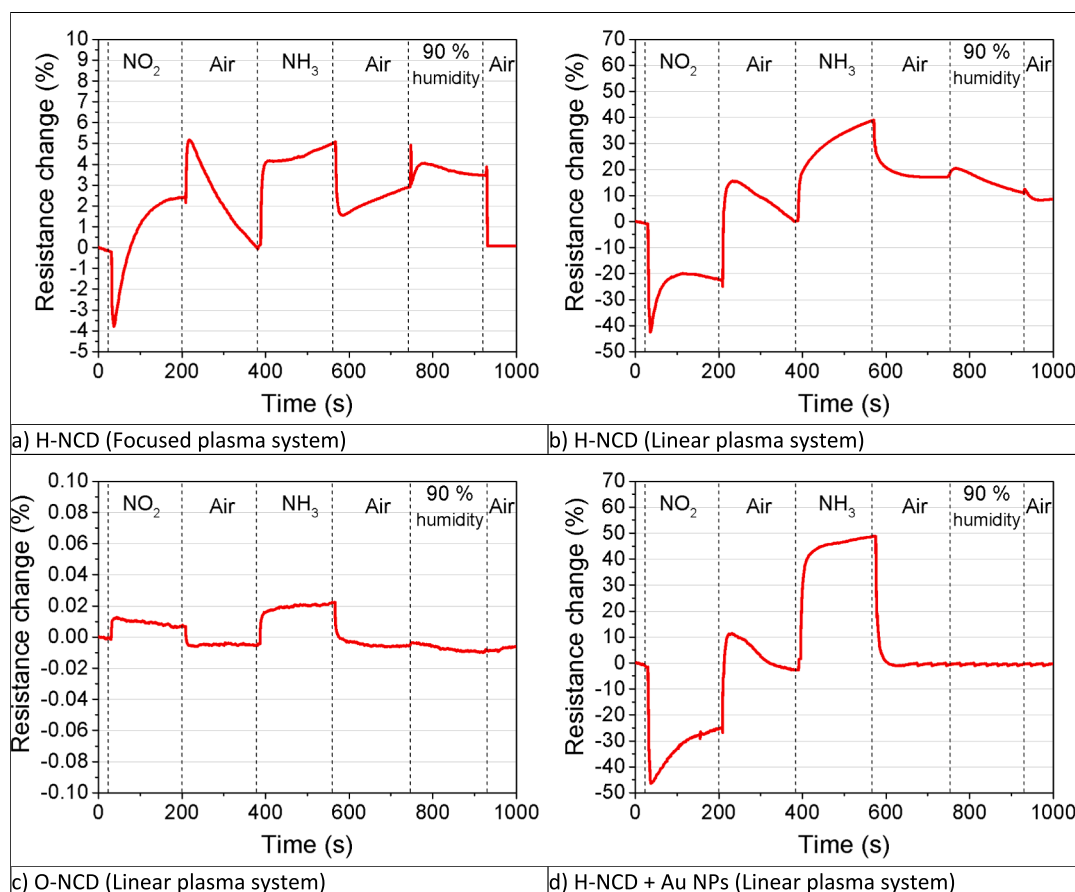 NO2 Air NH3 Air 90 % humidity Air
10
9
8
7
6
5
4
3
2
1
0
-1
-2
-3
-4
-5
Resistance change (%)
0 200 400 600 800 1000
Time (s)
a) H-NCD (Focused plasma system)
NO2 Air NH3 Air 90 % humidity Air
70
60
50
40
30
20
10
0
-10
-20
-30
-40
-50
Resistance change (%)
0 200 400 600 800 1000
Time (s)
b) H-NCD (Linear plasma system)
NO2 Air NH3 Air 90 % humidity Air
0.10
0.08
0.06
0.04
0.02
0.00
-0.02
-0.04
-0.06
-0.08
-0.10
Resistance change (%)
0 200 400 600 800 1000
Time (s)
c) O-NCD (Linear plasma system)
NO2 Air NH3 Air 90 % humidity Air
70
60
50
40
30
20
10
0
-10
-20
-30
-40
-50
Resistance change (%)
0 200 400 600 800 1000
Time (s)
d) H-NCD + Au NPs (Linear plasma system)